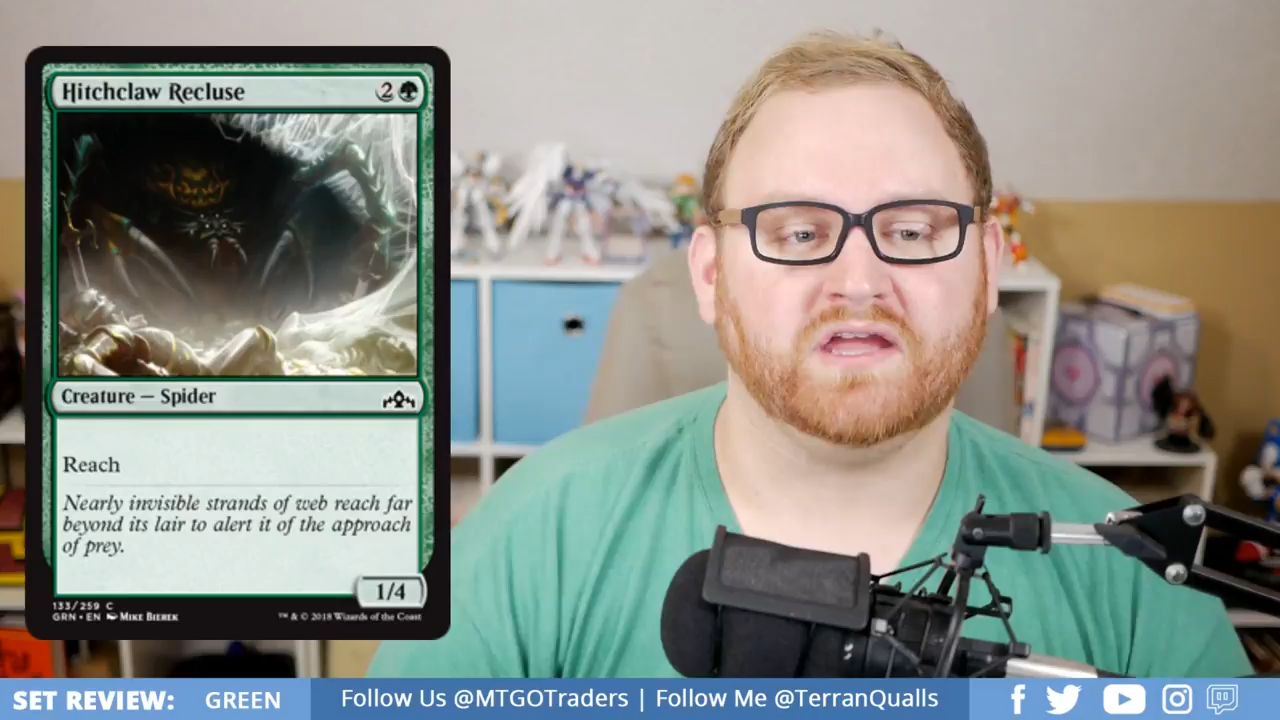 Hitchclaw Recluse 2
Creature — Spider
Reach
Nearly invisible strands of web reach far
beyond its lair to alert it of the approach
of prey.
1/4
133/259 C
GRN • EN MIKE BIEREK
™ & © 2018 Wizards of the Coast
SET REVIEW: GREEN
Follow Us @MTGOTraders | Follow Me @TerranQualls